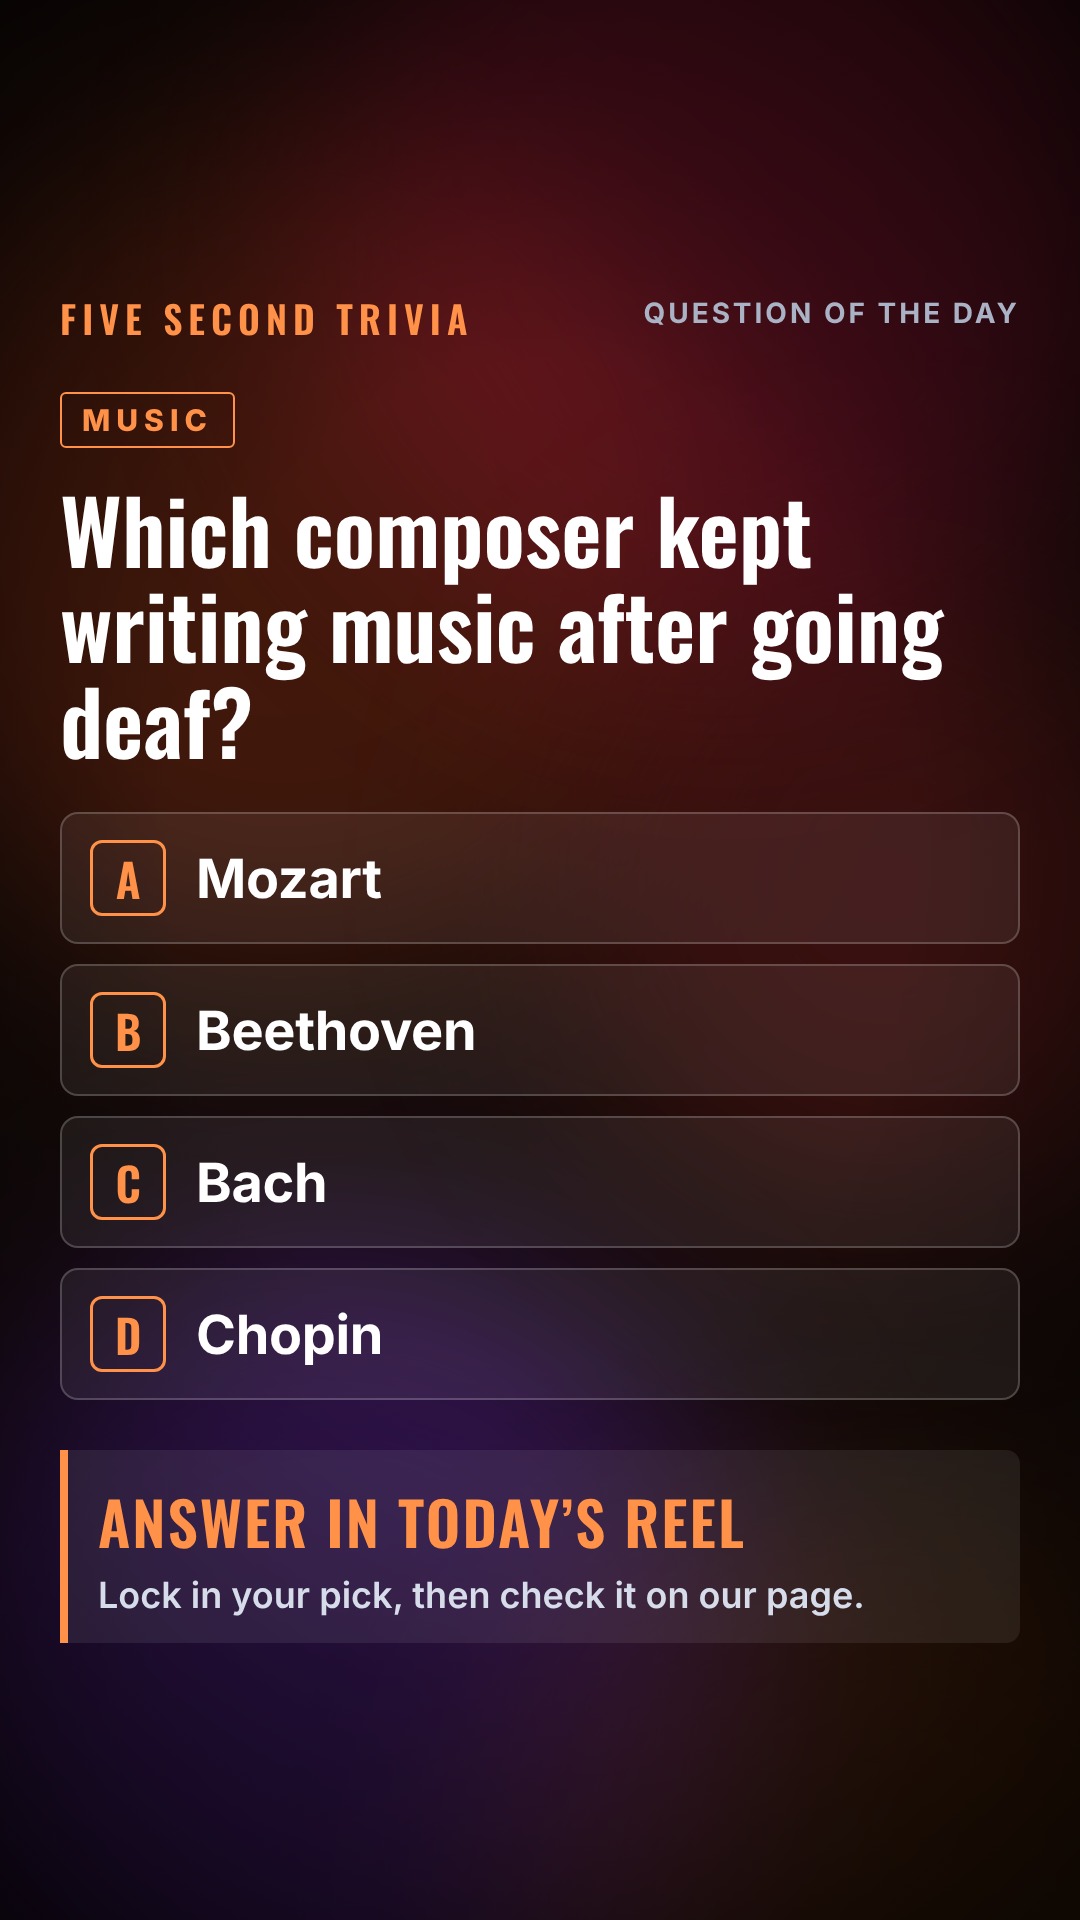 FIVE SECOND TRIVIA
QUESTION OF THE DAY
MUSIC
Which composer kept
writing music after going
deaf?
A Mozart
B Beethoven
C Bach
D Chopin
ANSWER IN TODAY’S REEL
Lock in your pick, then check it on our page.